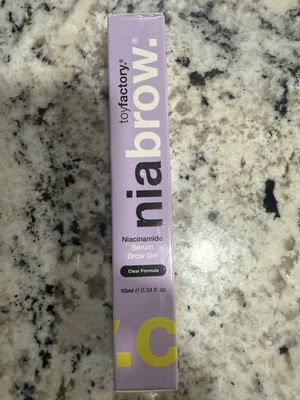 toyfactory.®
niabrow.®
Niacinamide
Serum
Brow Gel
Clear Formula
10ml ℮ 0.34 fl. oz.
.c